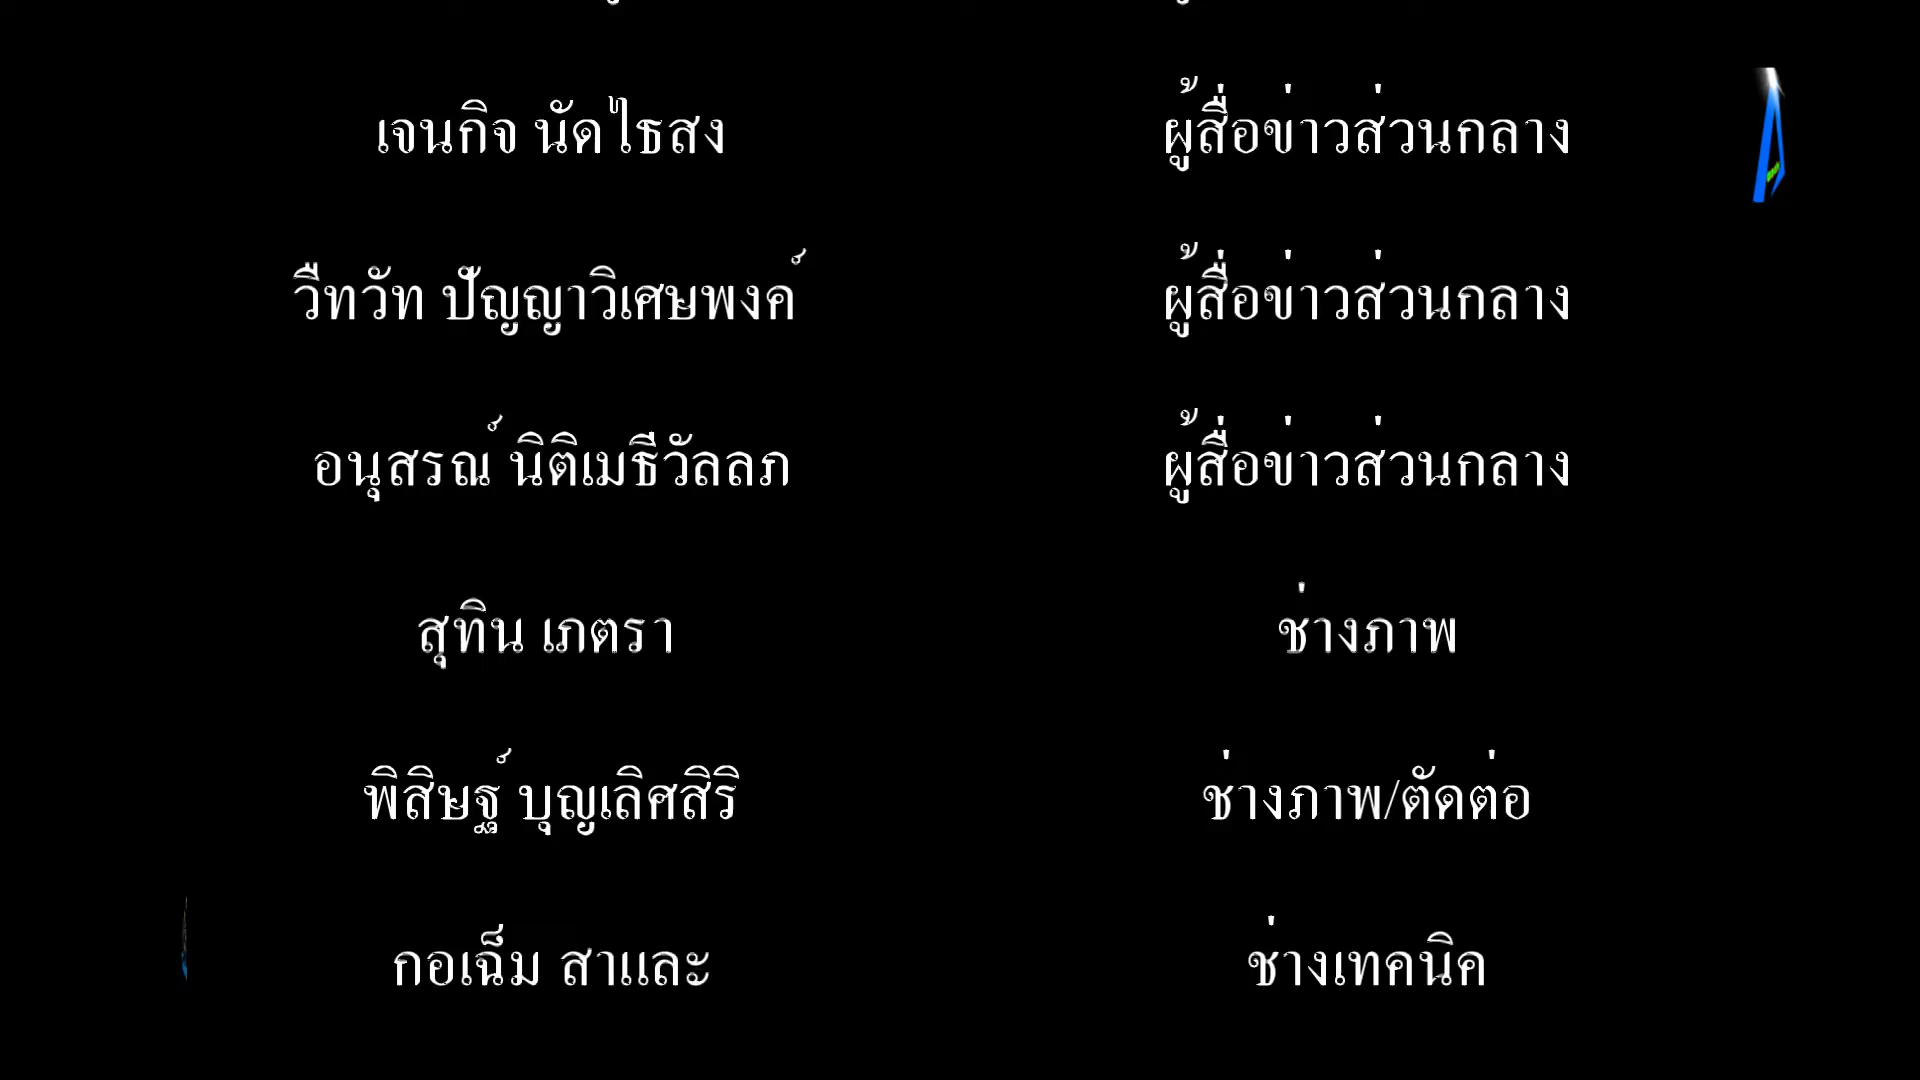 เจนกิจ นัดไธสง ผู้สื่อข่าวส่วนกลาง
วืทวัท ปัญญาวิเศษพงค์ ผู้สื่อข่าวส่วนกลาง
อนุสรณ์ นิติเมธีวัลลภ ผู้สื่อข่าวส่วนกลาง
สุทิน เภตรา ช่างภาพ
พิสิษฐ์ บุญเลิศสิริ ช่างภาพ/ตัดต่อ
กอเฉ็ม สาและ ช่างเทคนิค